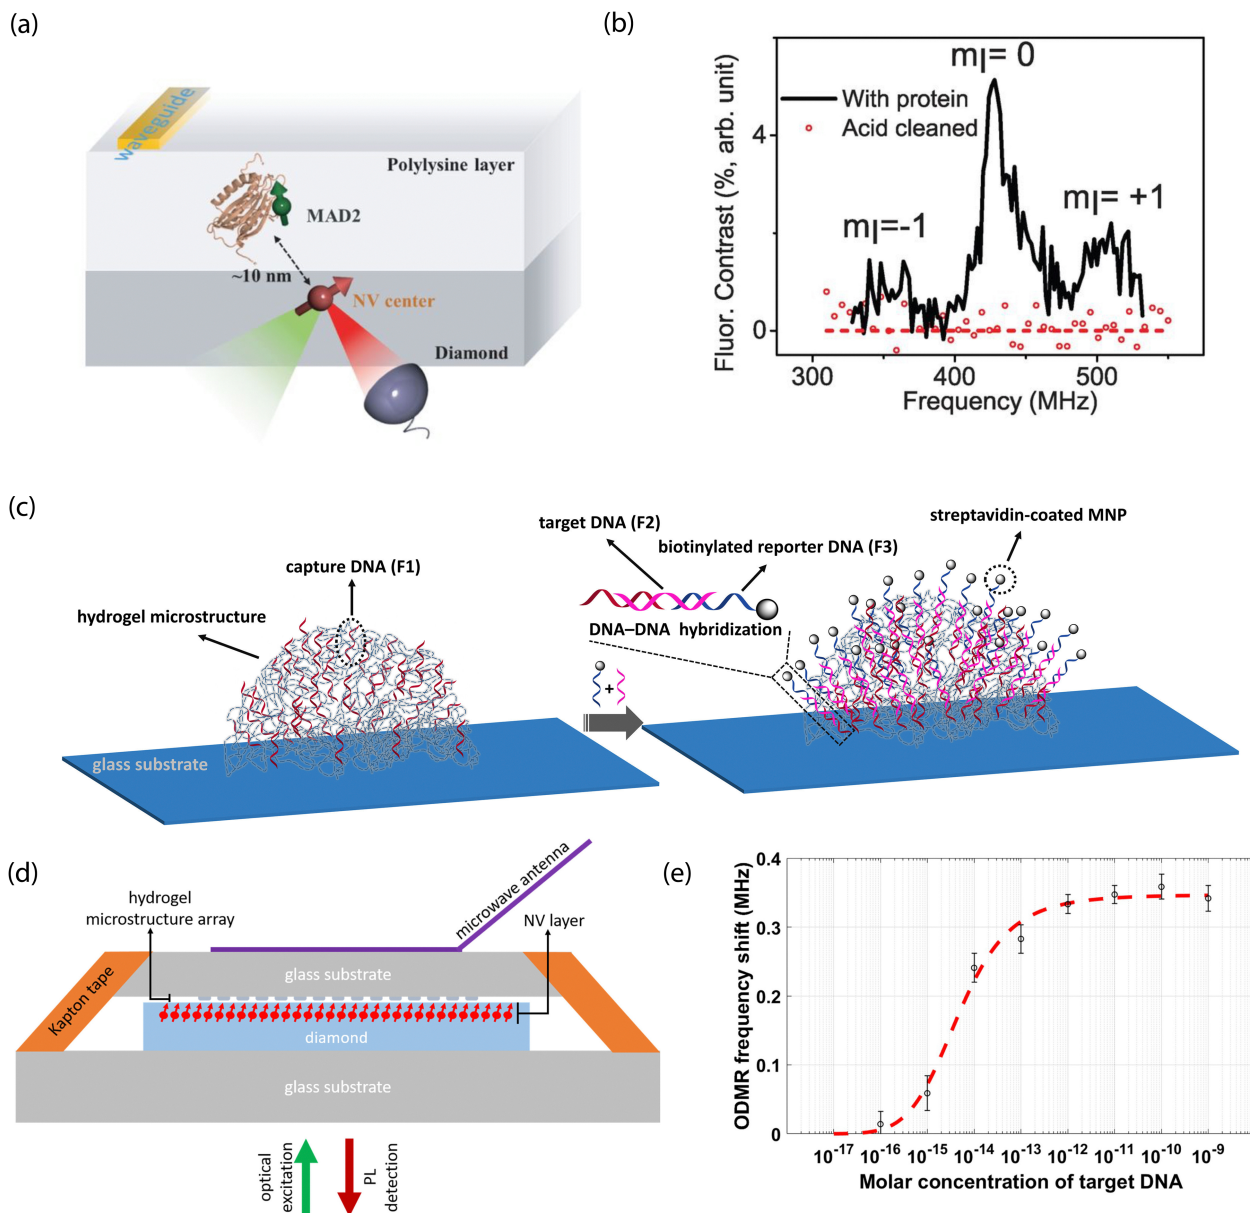 (a)
waveguide
Polylysine layer
MAD2
~10 nm
NV center
Diamond
(b)
mI= 0
With protein
Acid cleaned
mI=-1
mI= +1
4
0
300
400
500
Fluor. Contrast (%, arb. unit)
Frequency (MHz)
(c)
capture DNA (F1)
hydrogel microstructure
glass substrate
target DNA (F2)
biotinylated reporter DNA (F3)
streptavidin-coated MNP
DNA–DNA hybridization
+
(d)
hydrogel
microstructure array
microwave antenna
NV layer
Kapton tape
glass substrate
diamond
glass substrate
optical
excitation
PL
detection
(e)
ODMR frequency shift (MHz)
0.4
0.3
0.2
0.1
0
10-17 10-16 10-15 10-14 10-13 10-12 10-11 10-10 10-9
Molar concentration of target DNA